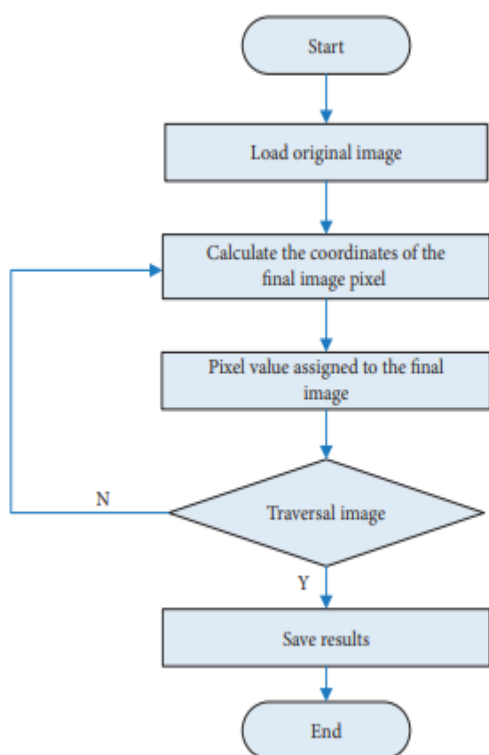 Start
Load original image
Calculate the coordinates of the
final image pixel
Pixel value assigned to the final
image
Traversal image
N
Y
Save results
End